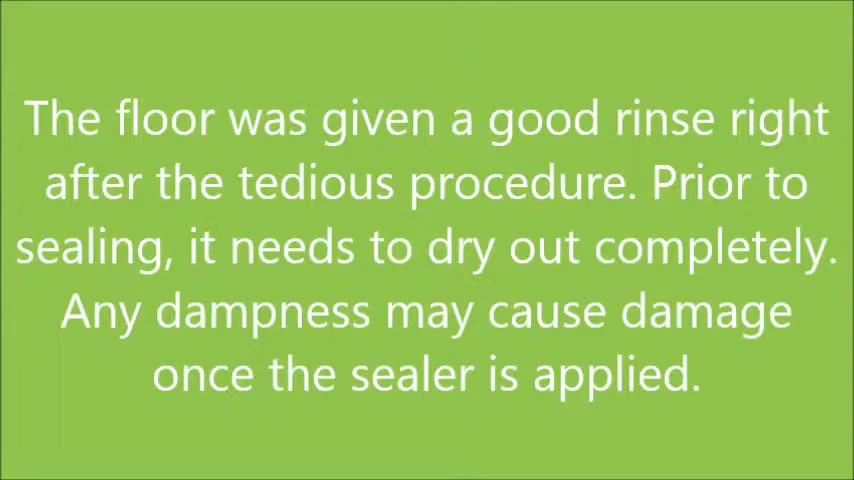 The floor was given a good rinse right
after the tedious procedure. Prior to
sealing, it needs to dry out completely.
Any dampness may cause damage
once the sealer is applied.